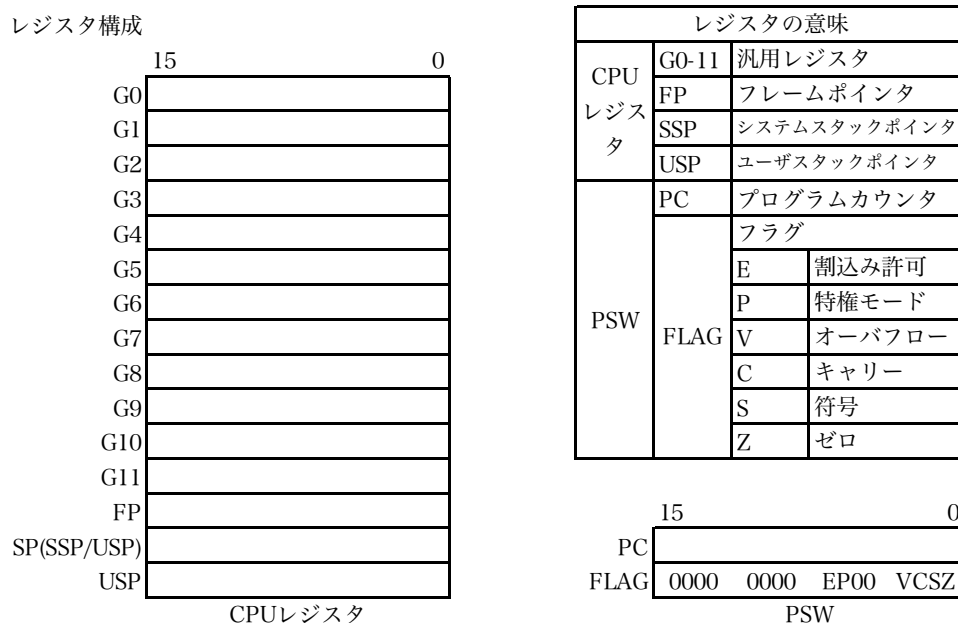 レジスタ構成
15 0
G0
G1
G2
G3
G4
G5
G6
G7
G8
G9
G10
G11
FP
SP(SSP/USP)
USP
CPUレジスタ
レジスタの意味
CPU
レジス
タ
G0-11 汎用レジスタ
FP フレームポインタ
SSP システムスタックポインタ
USP ユーザスタックポインタ
PSW
PC プログラムカウンタ
FLAG
フラグ
E 割込み許可
P 特権モード
V オーバフロー
C キャリー
S 符号
Z ゼロ
15 0
PC
FLAG 0000 0000 EP00 VCSZ
PSW